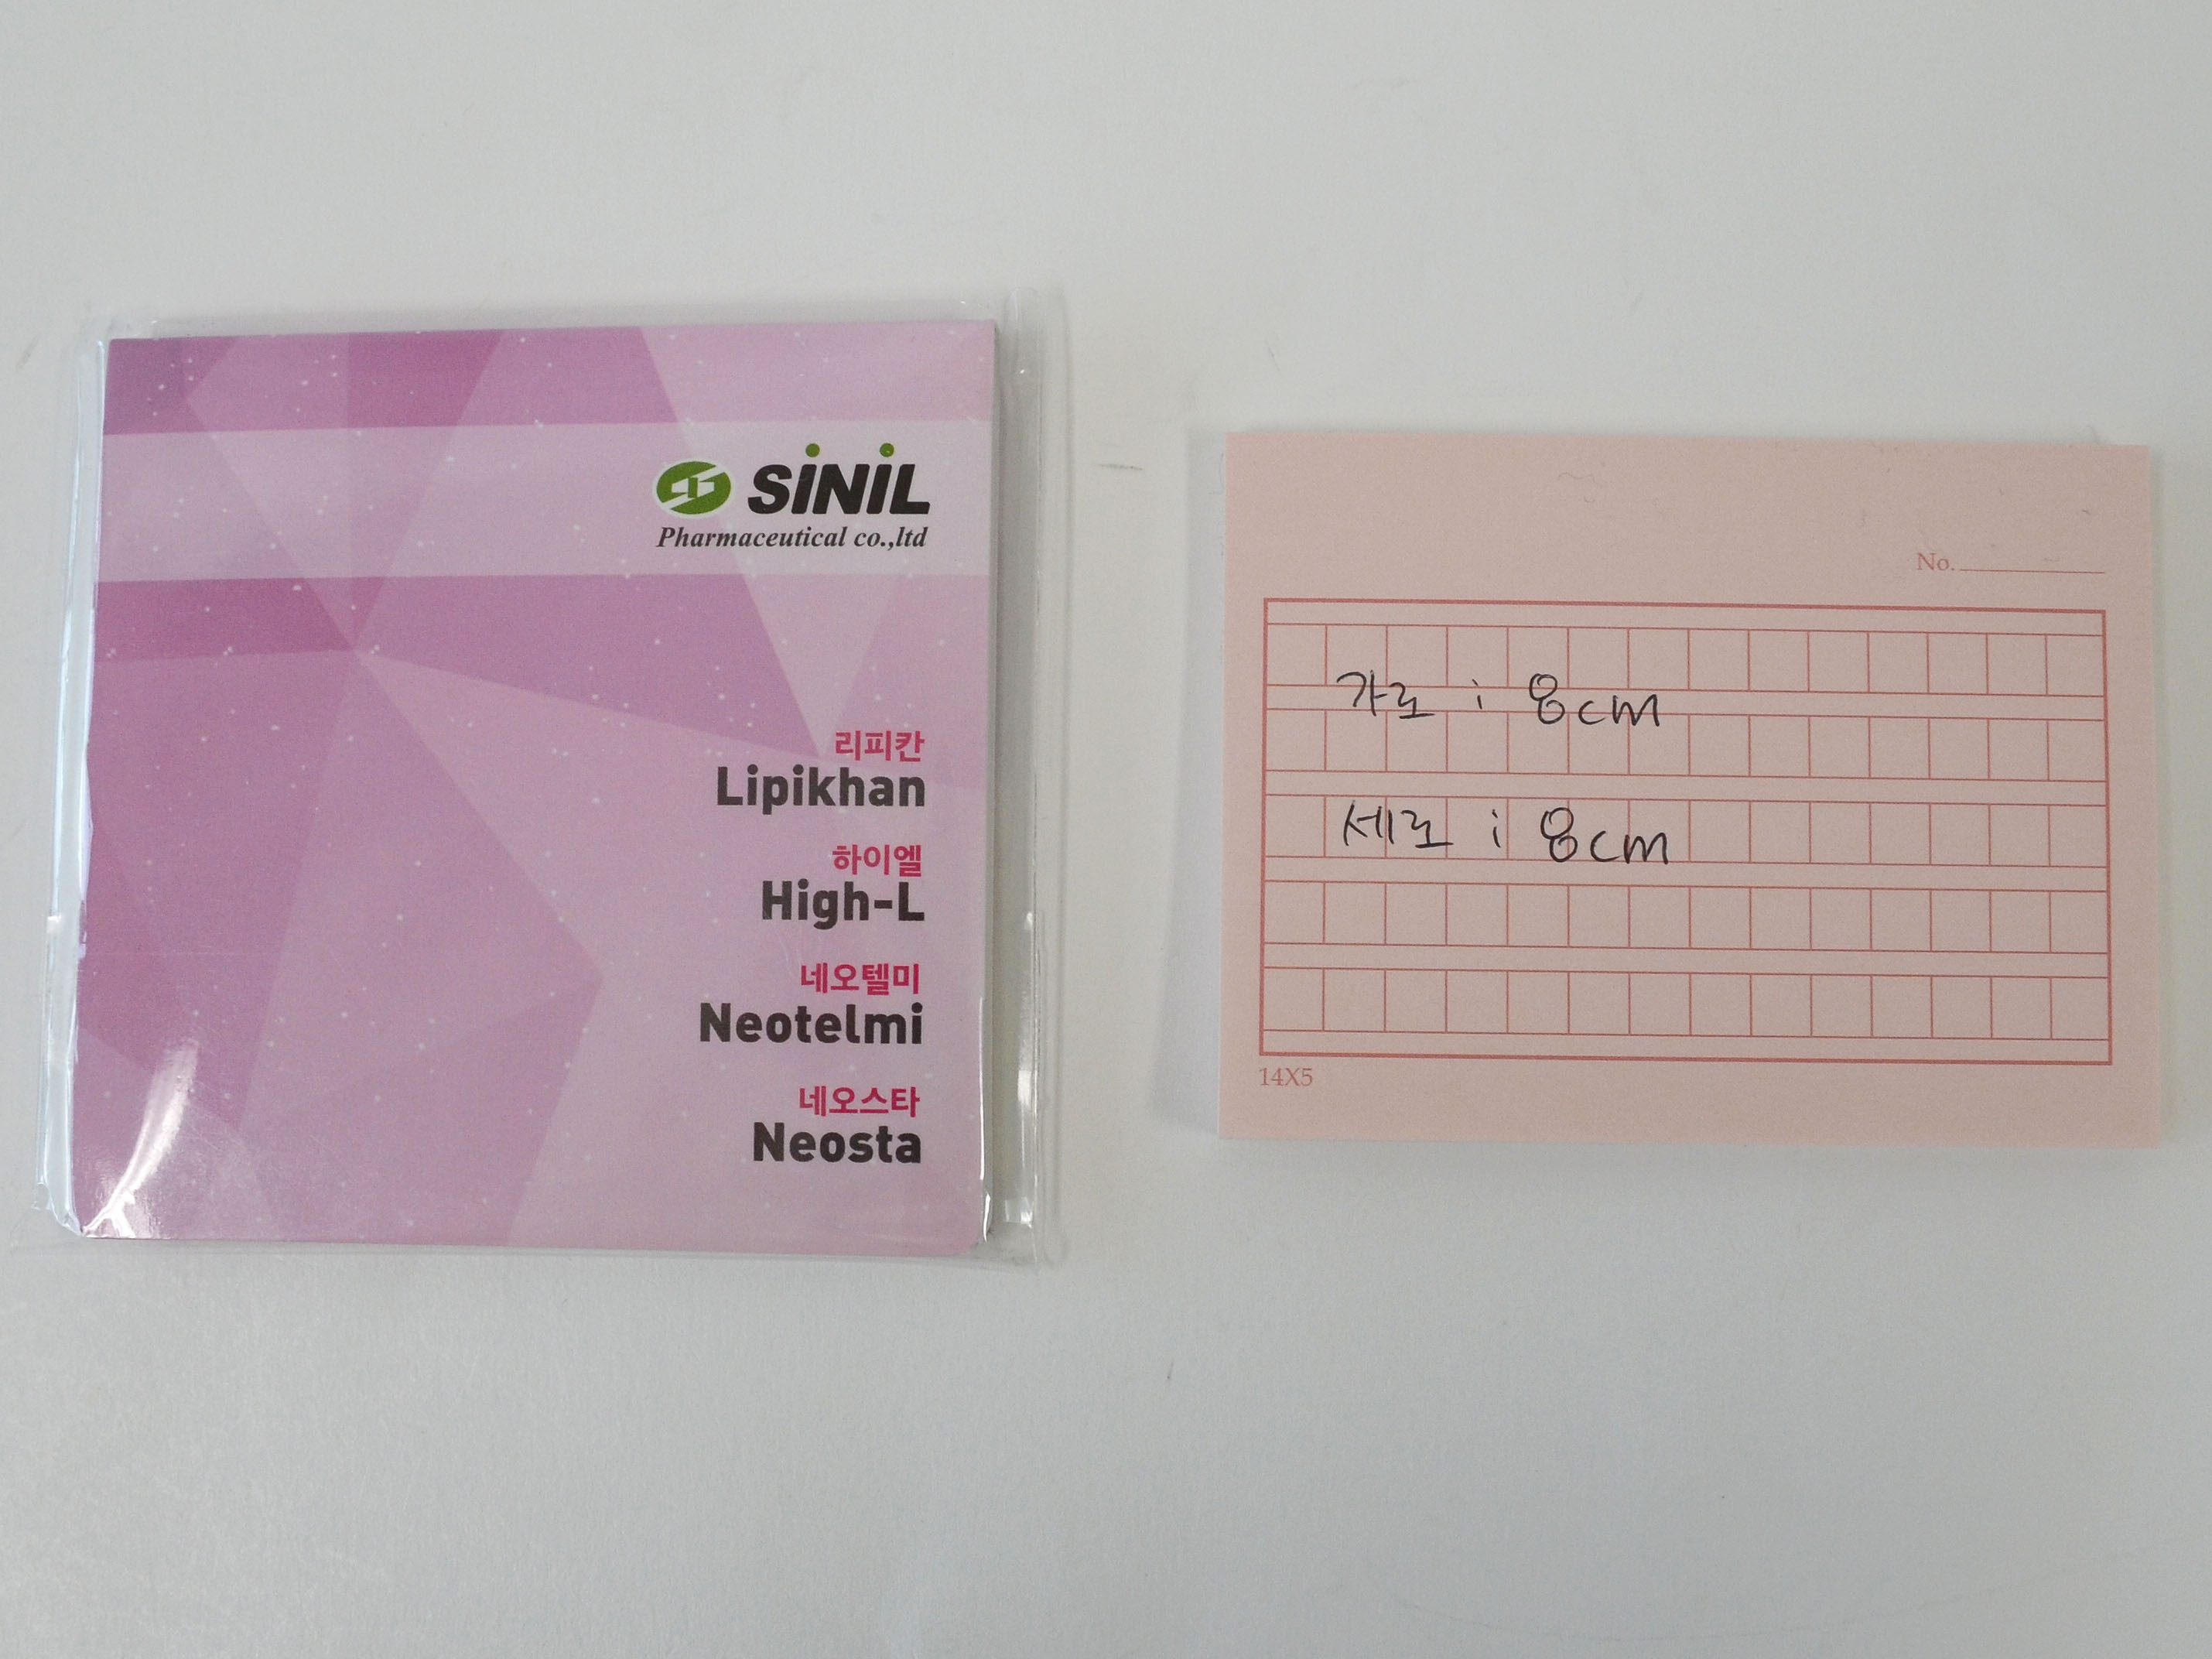 SiNiL
Pharmaceutical co.,ltd
리피칸
Lipikhan
하이엘
High-L
네오텔미
Neotelmi
네오스타
Neosta
No.
가로 : 8cm
세로 : 8cm
14X5